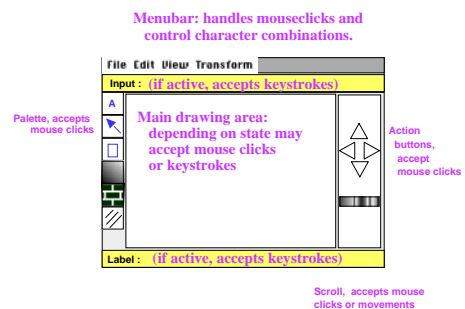 Menubar: handles mouseclicks and
control character combinations.
File Edit View Transform
Input : (if active, accepts keystrokes)
A
Palette, accepts
mouse clicks
Main drawing area:
depending on state may
accept mouse clicks
or keystrokes
Action
buttons,
accept
mouse clicks
Label : (if active, accepts keystrokes)
Scroll, accepts mouse
clicks or movements